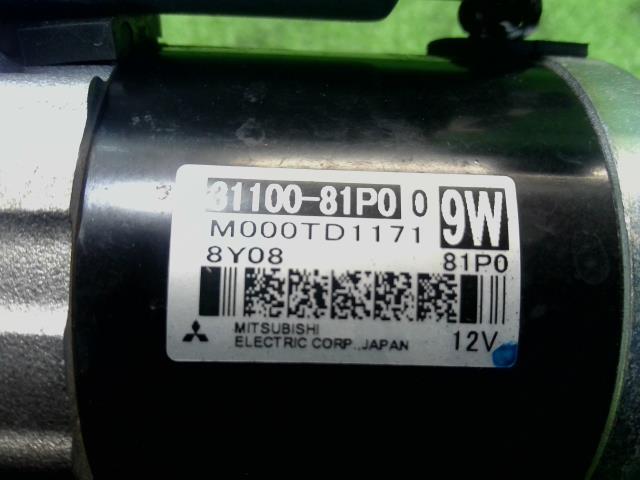 31100-81P0 0 9W
M000TD1171
8Y08 81P0
MITSUBISHI
ELECTRIC CORP., JAPAN 12V